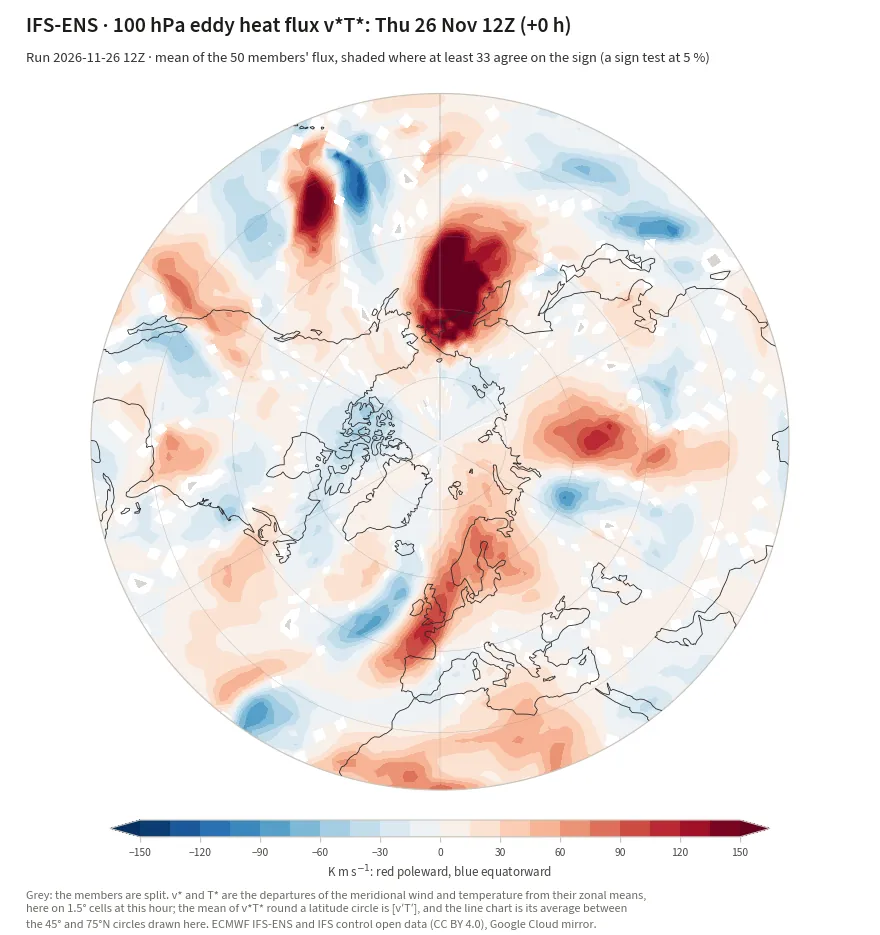 IFS-ENS · 100 hPa eddy heat flux v*T*: Thu 26 Nov 12Z (+0 h)
Run 2026-11-26 12Z · mean of the 50 members' flux, shaded where at least 33 agree on the sign (a sign test at 5 %)
−150 −120 −90 −60 −30 0 30 60 90 120 150
K m s⁻¹: red poleward, blue equatorward
Grey: the members are split. v* and T* are the departures of the meridional wind and temperature from their zonal means,
here on 1.5° cells at this hour; the mean of v*T* round a latitude circle is [v′T′], and the line chart is its average between
the 45° and 75°N circles drawn here. ECMWF IFS-ENS and IFS control open data (CC BY 4.0), Google Cloud mirror.